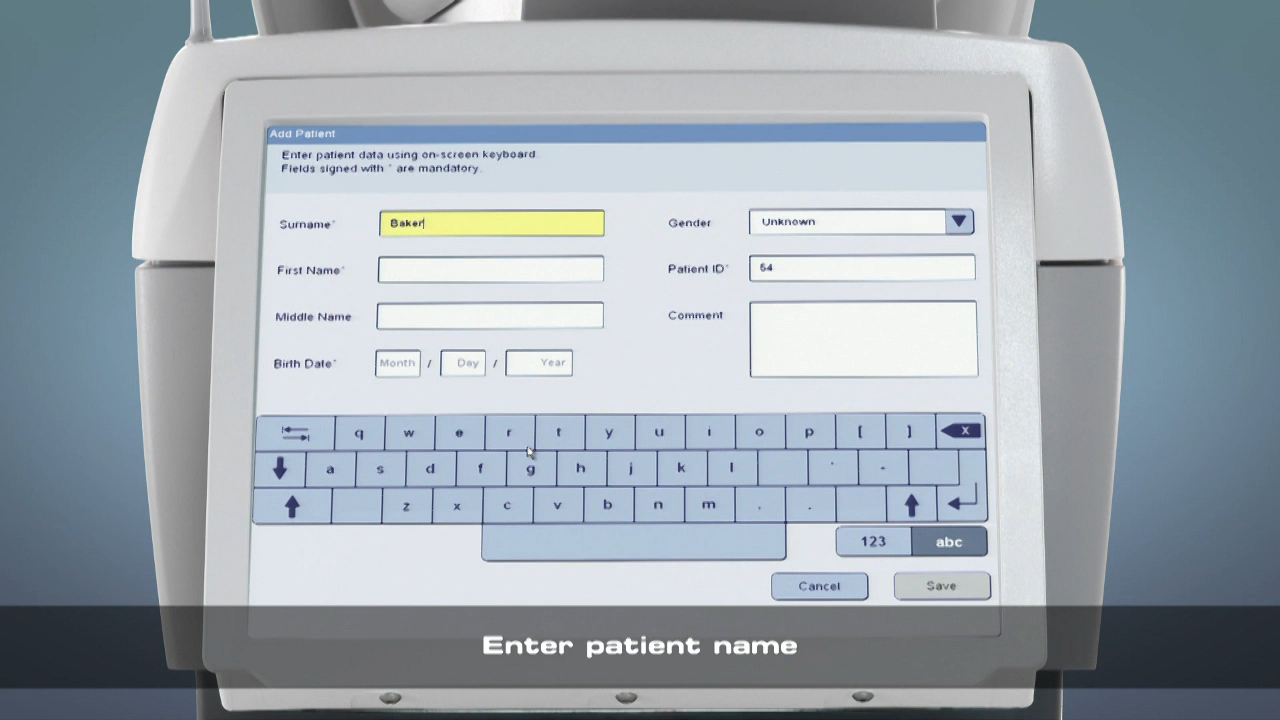 Add Patient
Enter patient data using on-screen keyboard.
Fields signed with * are mandatory.
Surname* Baker Gender Unknown
First Name* Patient ID* 64
Middle Name Comment
Birth Date* Month / Day / Year
q w e r t y u i o p [ ] X
a s d f g h j k l ' -
z x c v b n m , .
123 abc
Cancel Save
Enter patient name